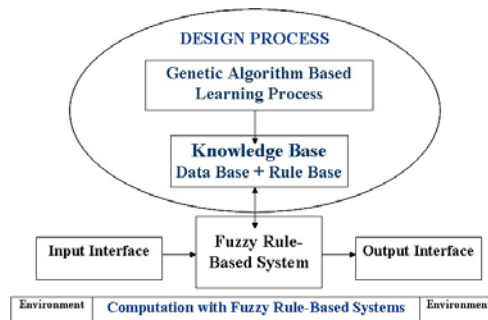 DESIGN PROCESS
Genetic Algorithm Based
Learning Process
Knowledge Base
Data Base + Rule Base
Input Interface
Fuzzy Rule-
Based System
Output Interface
Environment
Computation with Fuzzy Rule-Based Systems
Environment